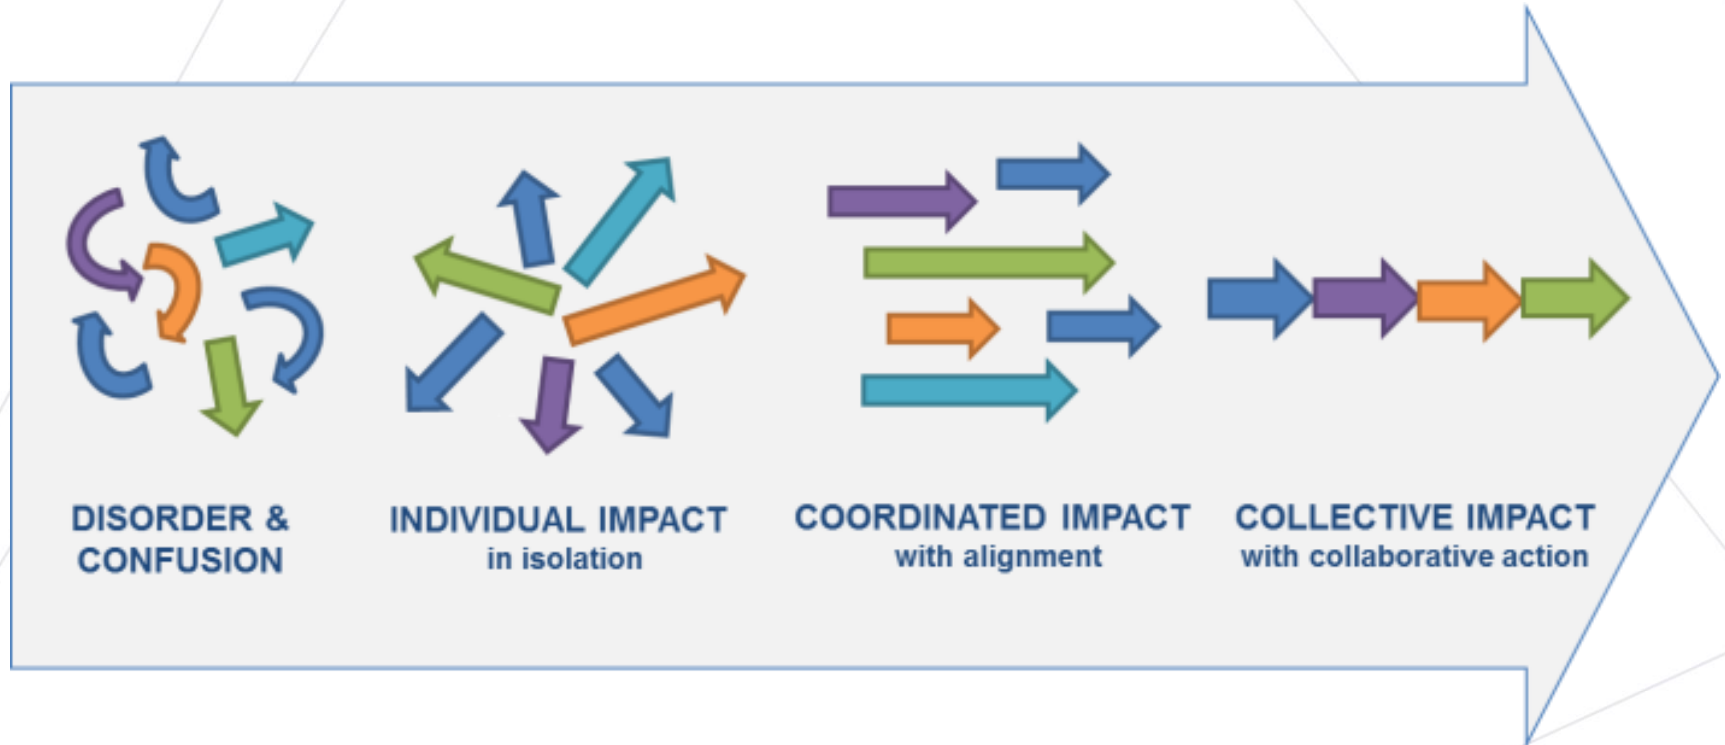 DISORDER &
CONFUSION
INDIVIDUAL IMPACT
in isolation
COORDINATED IMPACT
with alignment
COLLECTIVE IMPACT
with collaborative action